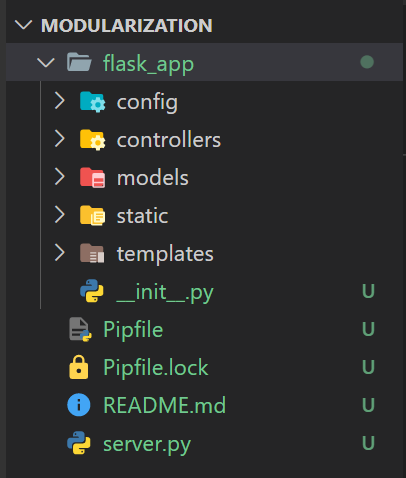 MODULARIZATION
flask_app
config
controllers
models
static
templates
__init__.py U
Pipfile U
Pipfile.lock U
README.md U
server.py U